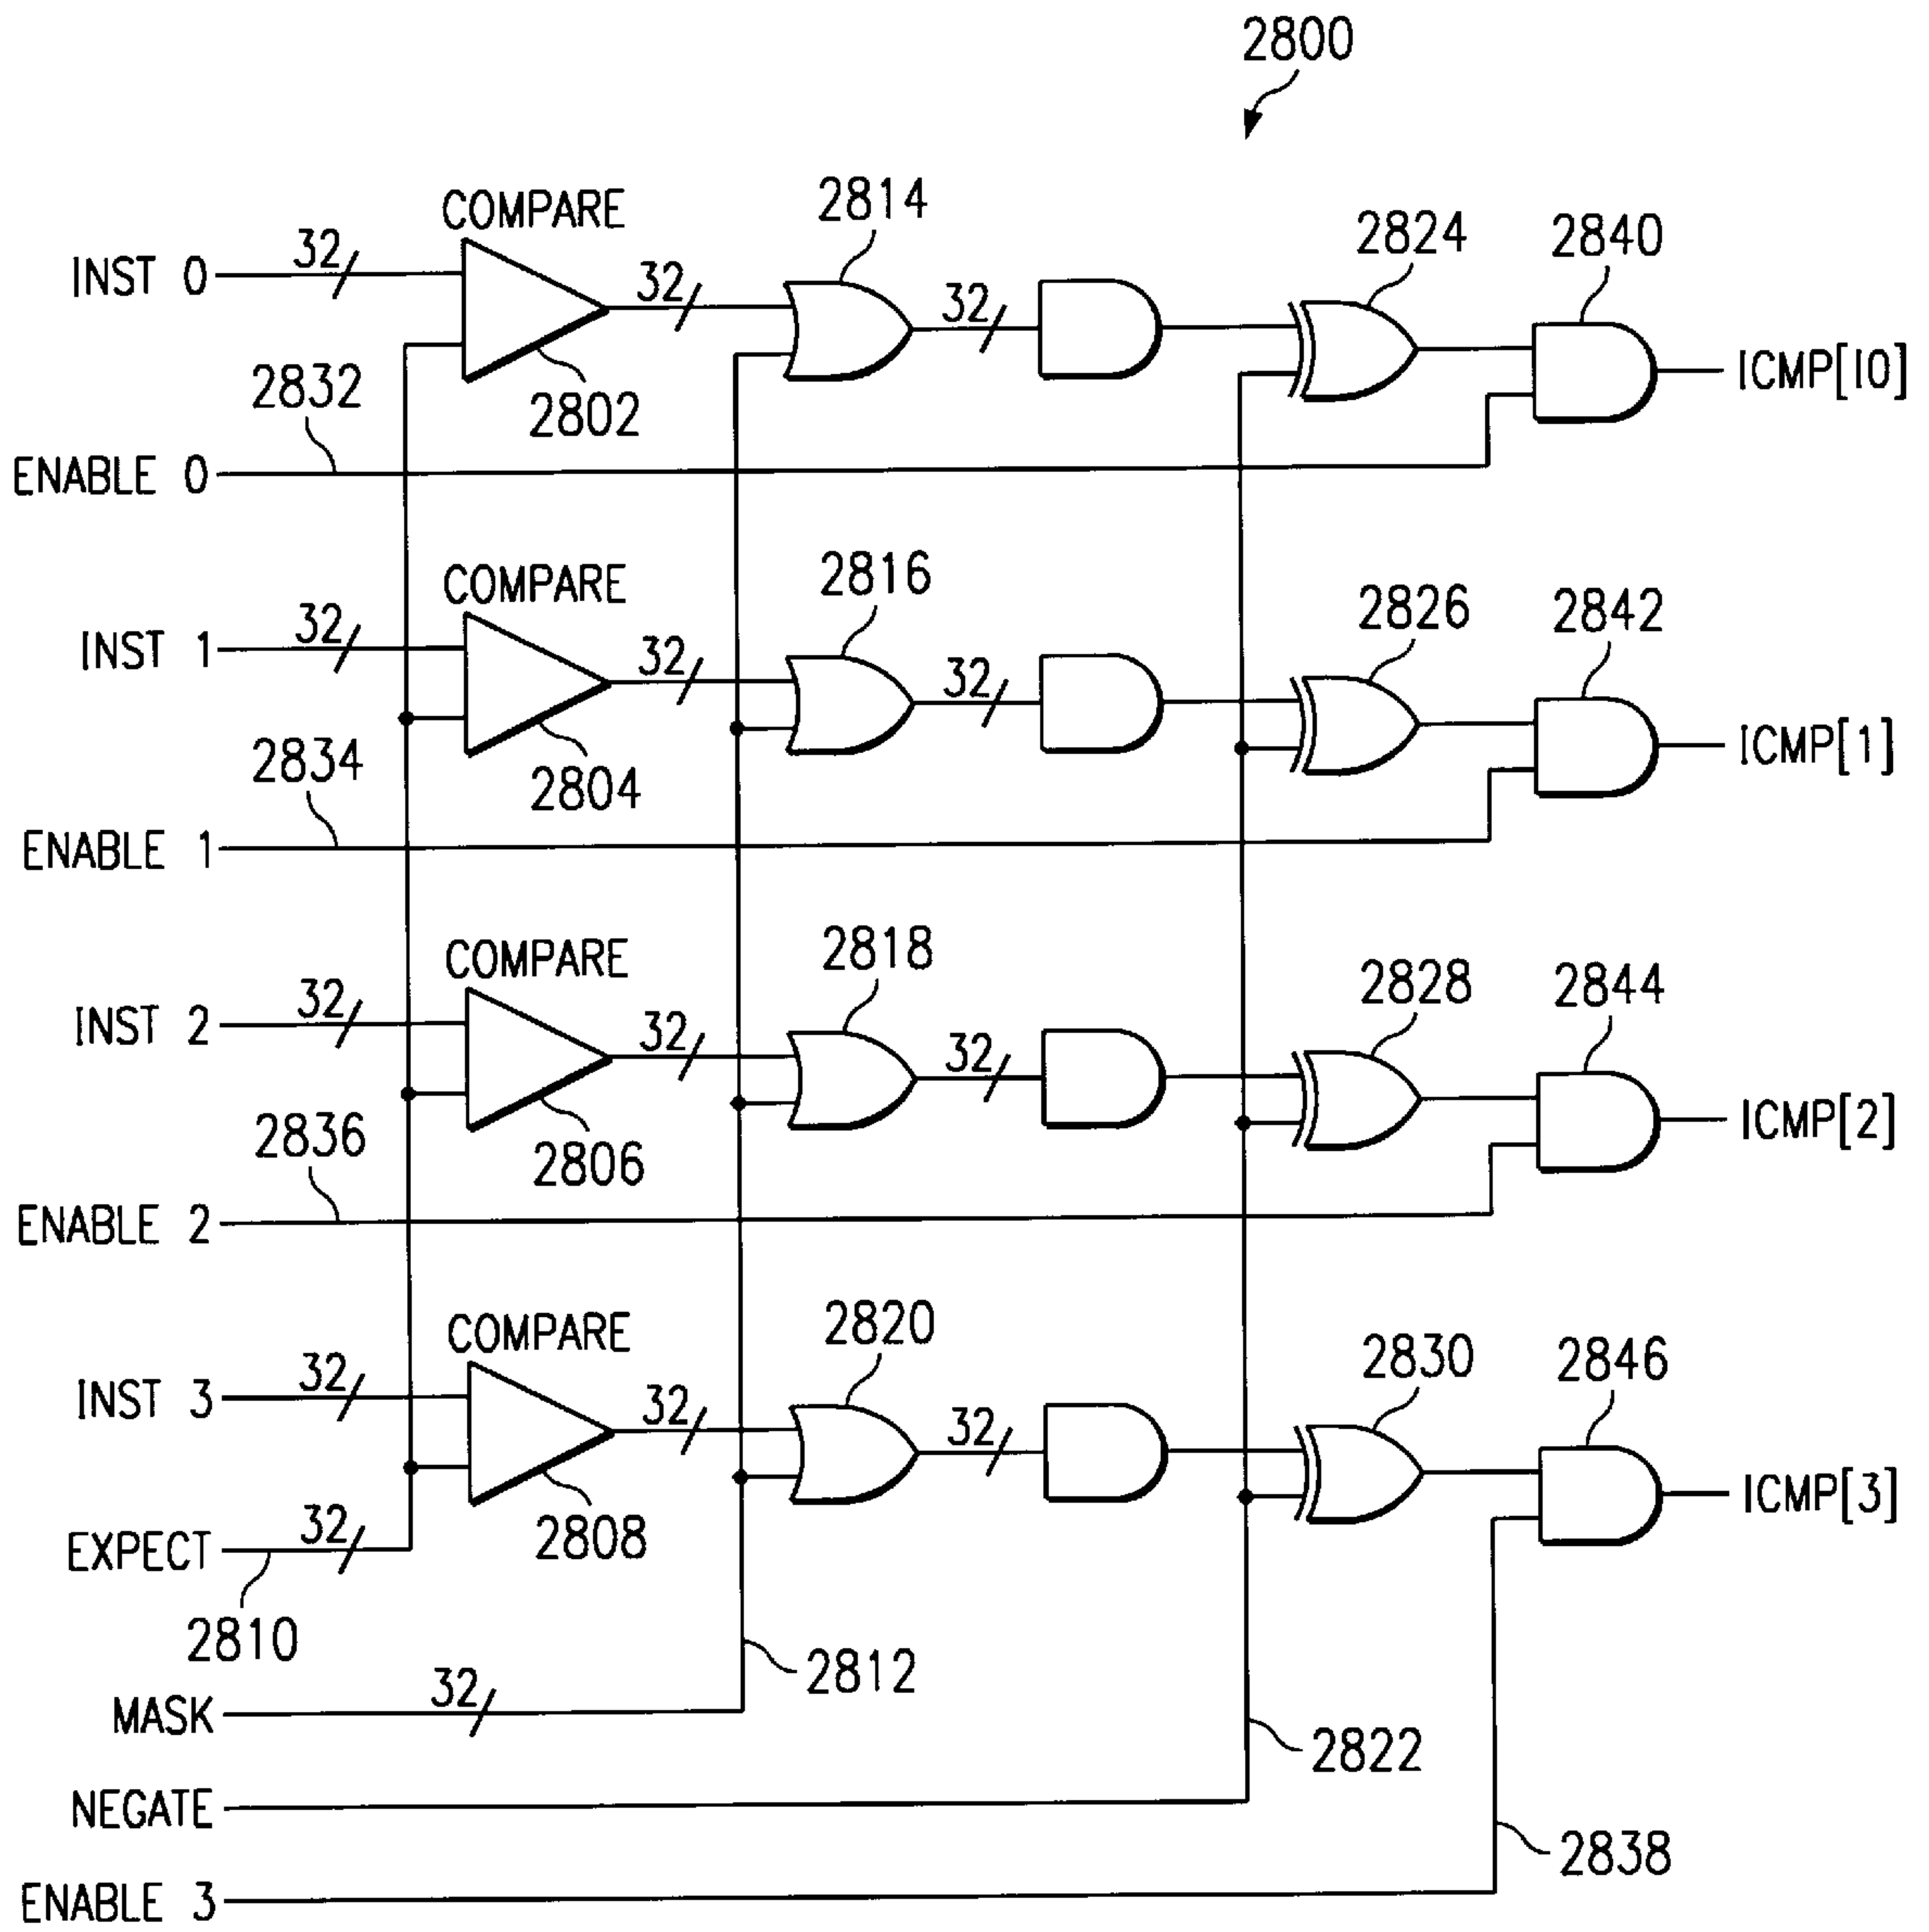 2800
COMPARE
2814
2824
2840
INST 0
32
32
32
ICMP[I0]
2802
2832
ENABLE 0
COMPARE
2816
2826
2842
INST 1
32
32
32
ICMP[1]
2804
2834
ENABLE 1
COMPARE
2818
2828
2844
INST 2
32
32
32
ICMP[2]
2806
2836
ENABLE 2
COMPARE
2820
2830
2846
INST 3
32
32
32
ICMP[3]
EXPECT
32
2808
2810
2812
MASK
32
2822
NEGATE
2838
ENABLE 3